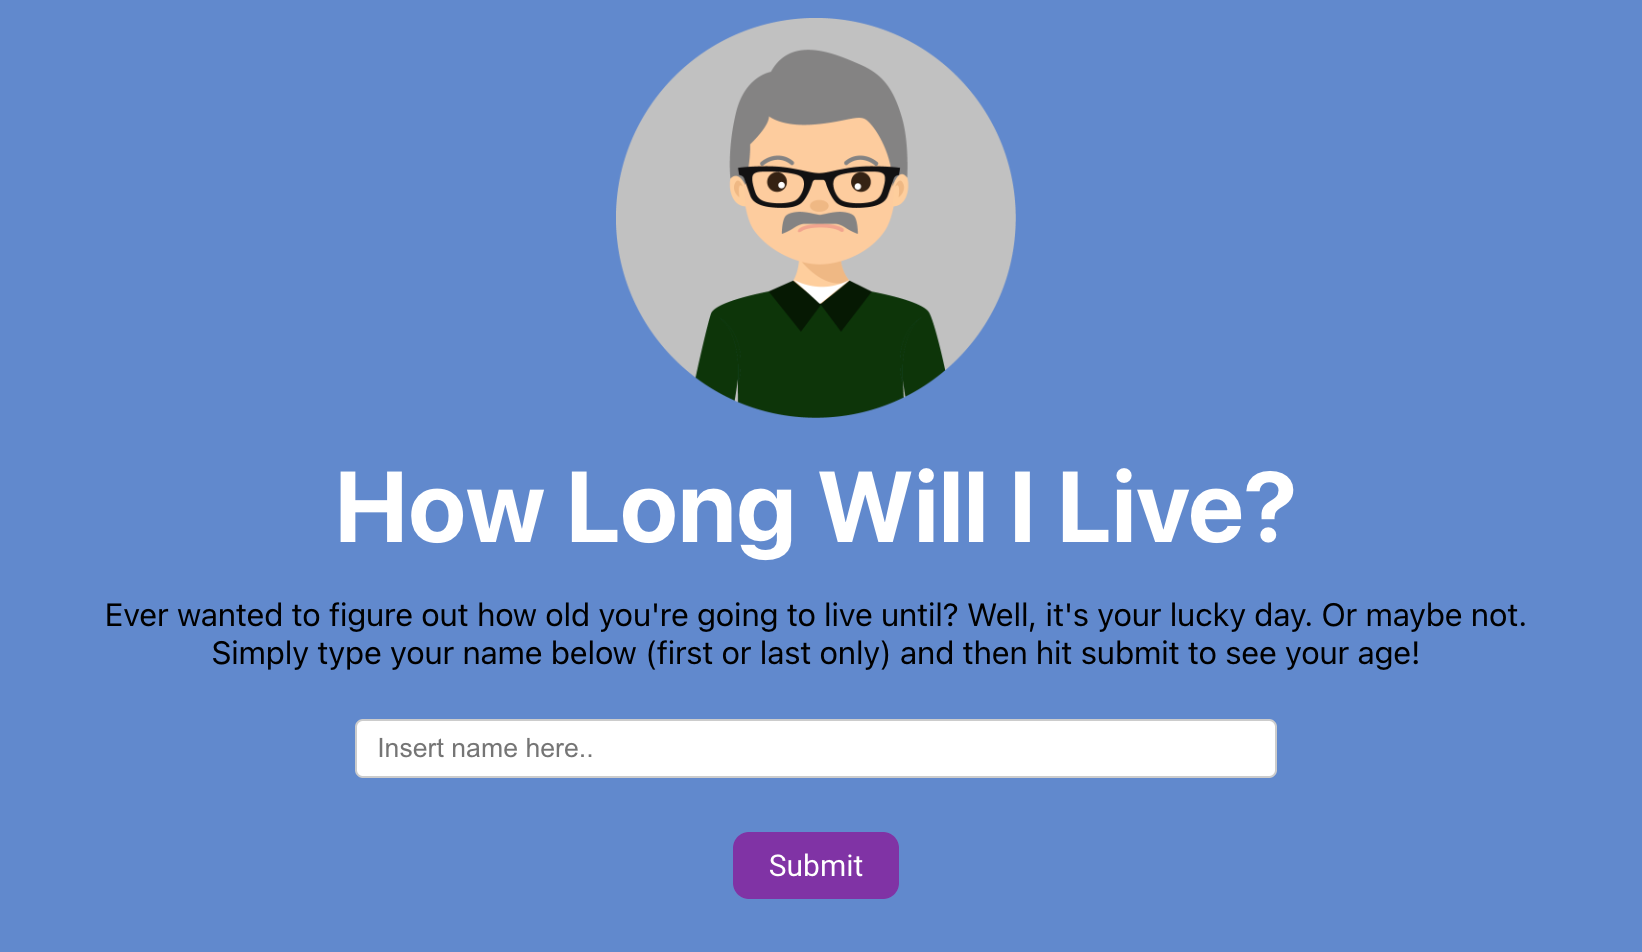 How Long Will I Live?
Ever wanted to figure out how old you're going to live until? Well, it's your lucky day. Or maybe not.
Simply type your name below (first or last only) and then hit submit to see your age!
Insert name here..
Submit